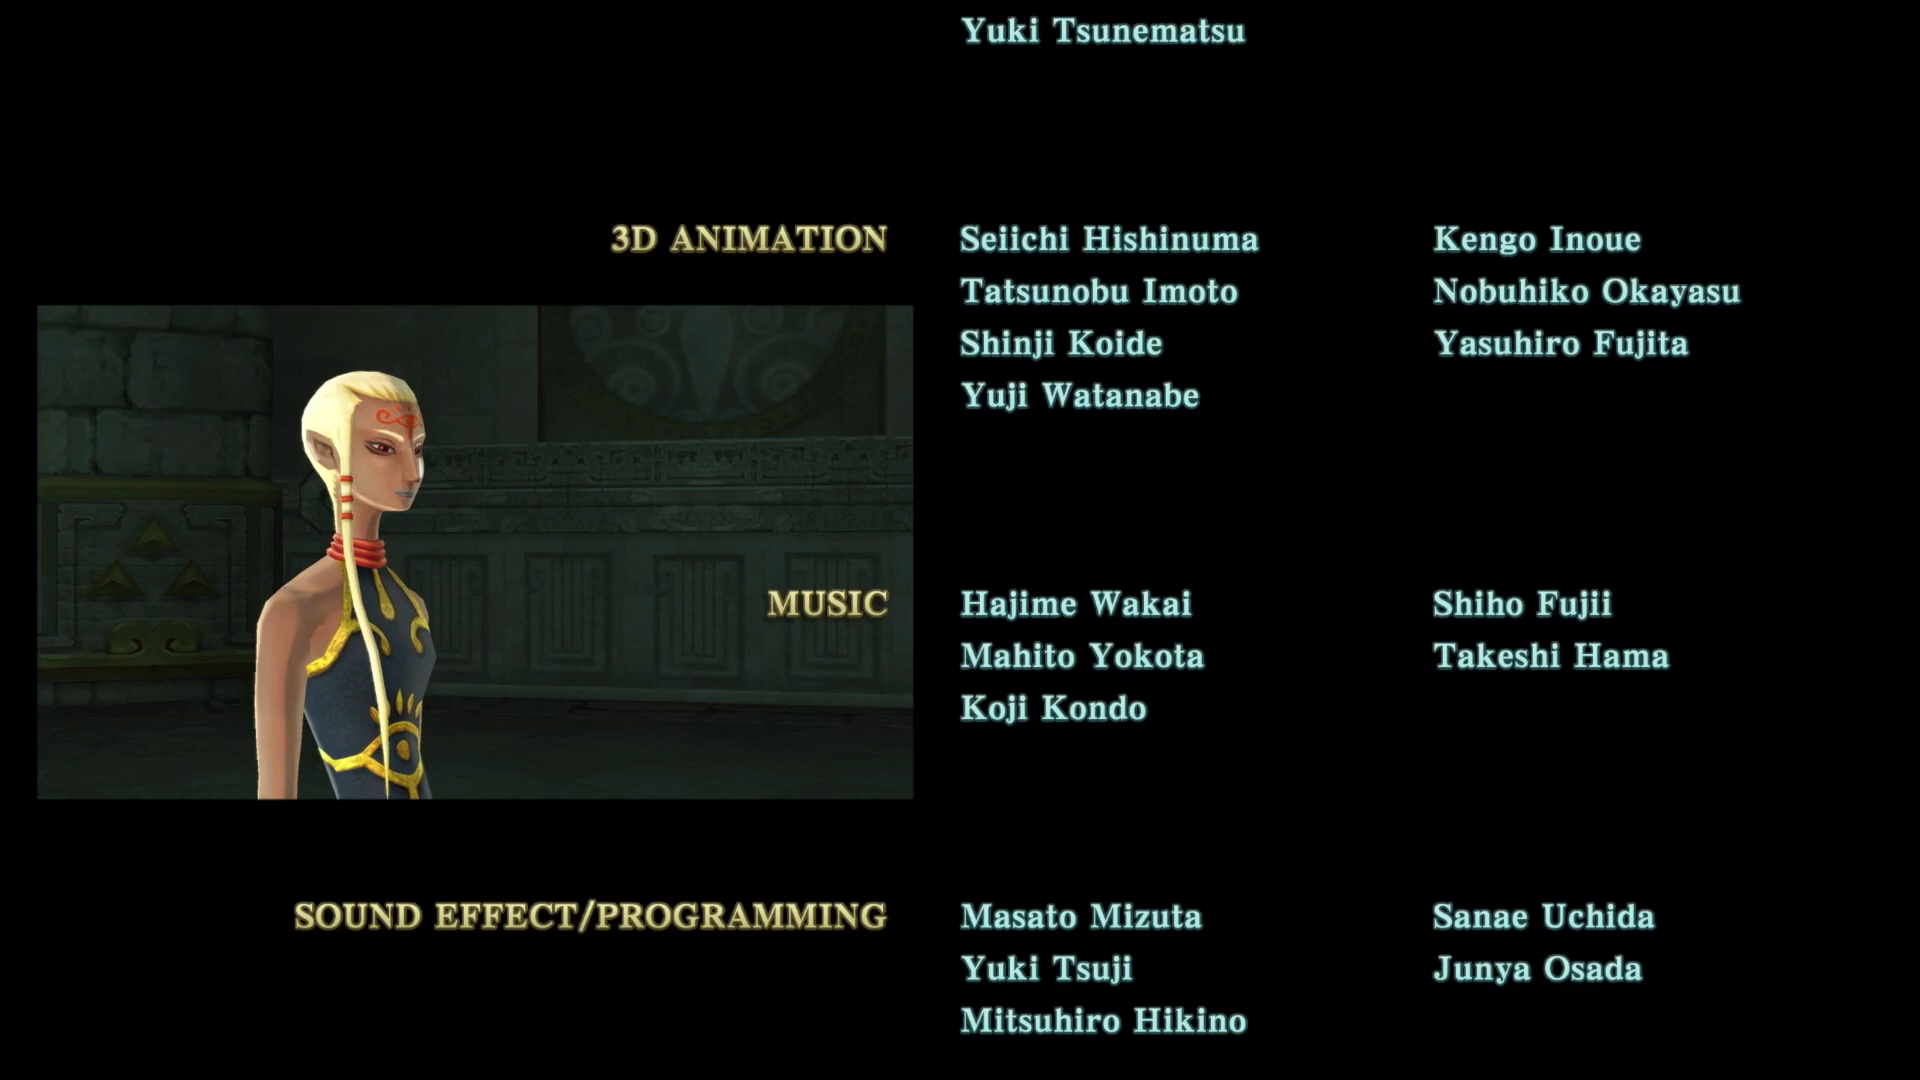 Yuki Tsunematsu
3D ANIMATION
Seiichi Hishinuma Kengo Inoue
Tatsunobu Imoto Nobuhiko Okayasu
Shinji Koide Yasuhiro Fujita
Yuji Watanabe
MUSIC
Hajime Wakai Shiho Fujii
Mahito Yokota Takeshi Hama
Koji Kondo
SOUND EFFECT/PROGRAMMING
Masato Mizuta Sanae Uchida
Yuki Tsuji Junya Osada
Mitsuhiro Hikino